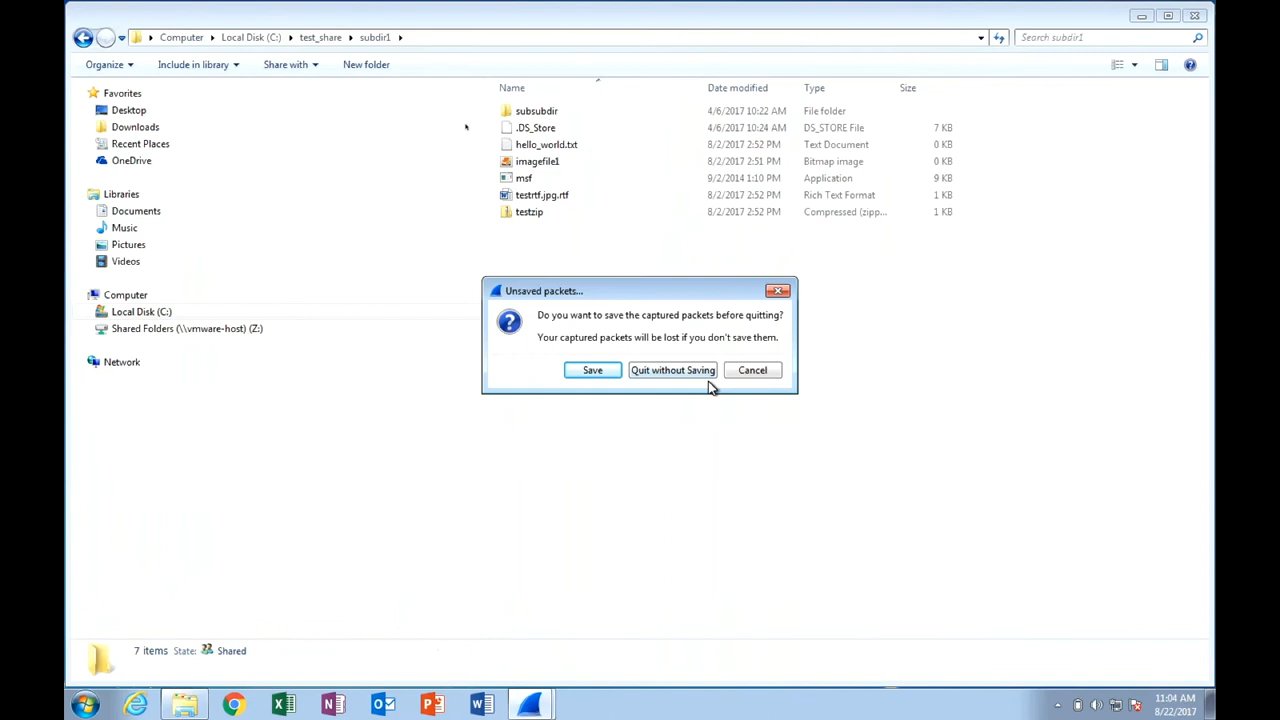 Computer Local Disk (C:) test_share subdir1 Search subdir1
Organize Include in library Share with New folder
Favorites
Desktop
Downloads
Recent Places
OneDrive
Libraries
Documents
Music
Pictures
Videos
Computer
Local Disk (C:)
Shared Folders (\\vmware-host) (Z:)
Network
Name Date modified Type Size
subsubdir 4/6/2017 10:22 AM File folder
.DS_Store 4/6/2017 10:24 AM DS_STORE File 7 KB
hello_world.txt 8/2/2017 2:52 PM Text Document 0 KB
imagefile1 8/2/2017 2:51 PM Bitmap image 0 KB
msf 9/2/2014 1:10 PM Application 9 KB
testrtf.jpg.rtf 8/2/2017 2:52 PM Rich Text Format 1 KB
testzip 8/2/2017 2:52 PM Compressed (zipp... 1 KB
Unsaved packets...
Do you want to save the captured packets before quitting?
Your captured packets will be lost if you don't save them.
Save Quit without Saving Cancel
7 items State: Shared
11:04 AM
8/22/2017